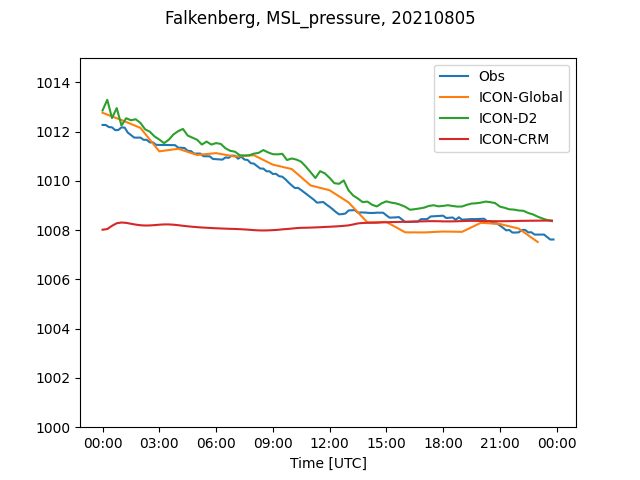 Falkenberg, MSL_pressure, 20210805
Obs
ICON-Global
ICON-D2
ICON-CRM
1014
1012
1010
1008
1006
1004
1002
1000
00:00 03:00 06:00 09:00 12:00 15:00 18:00 21:00 00:00
Time [UTC]